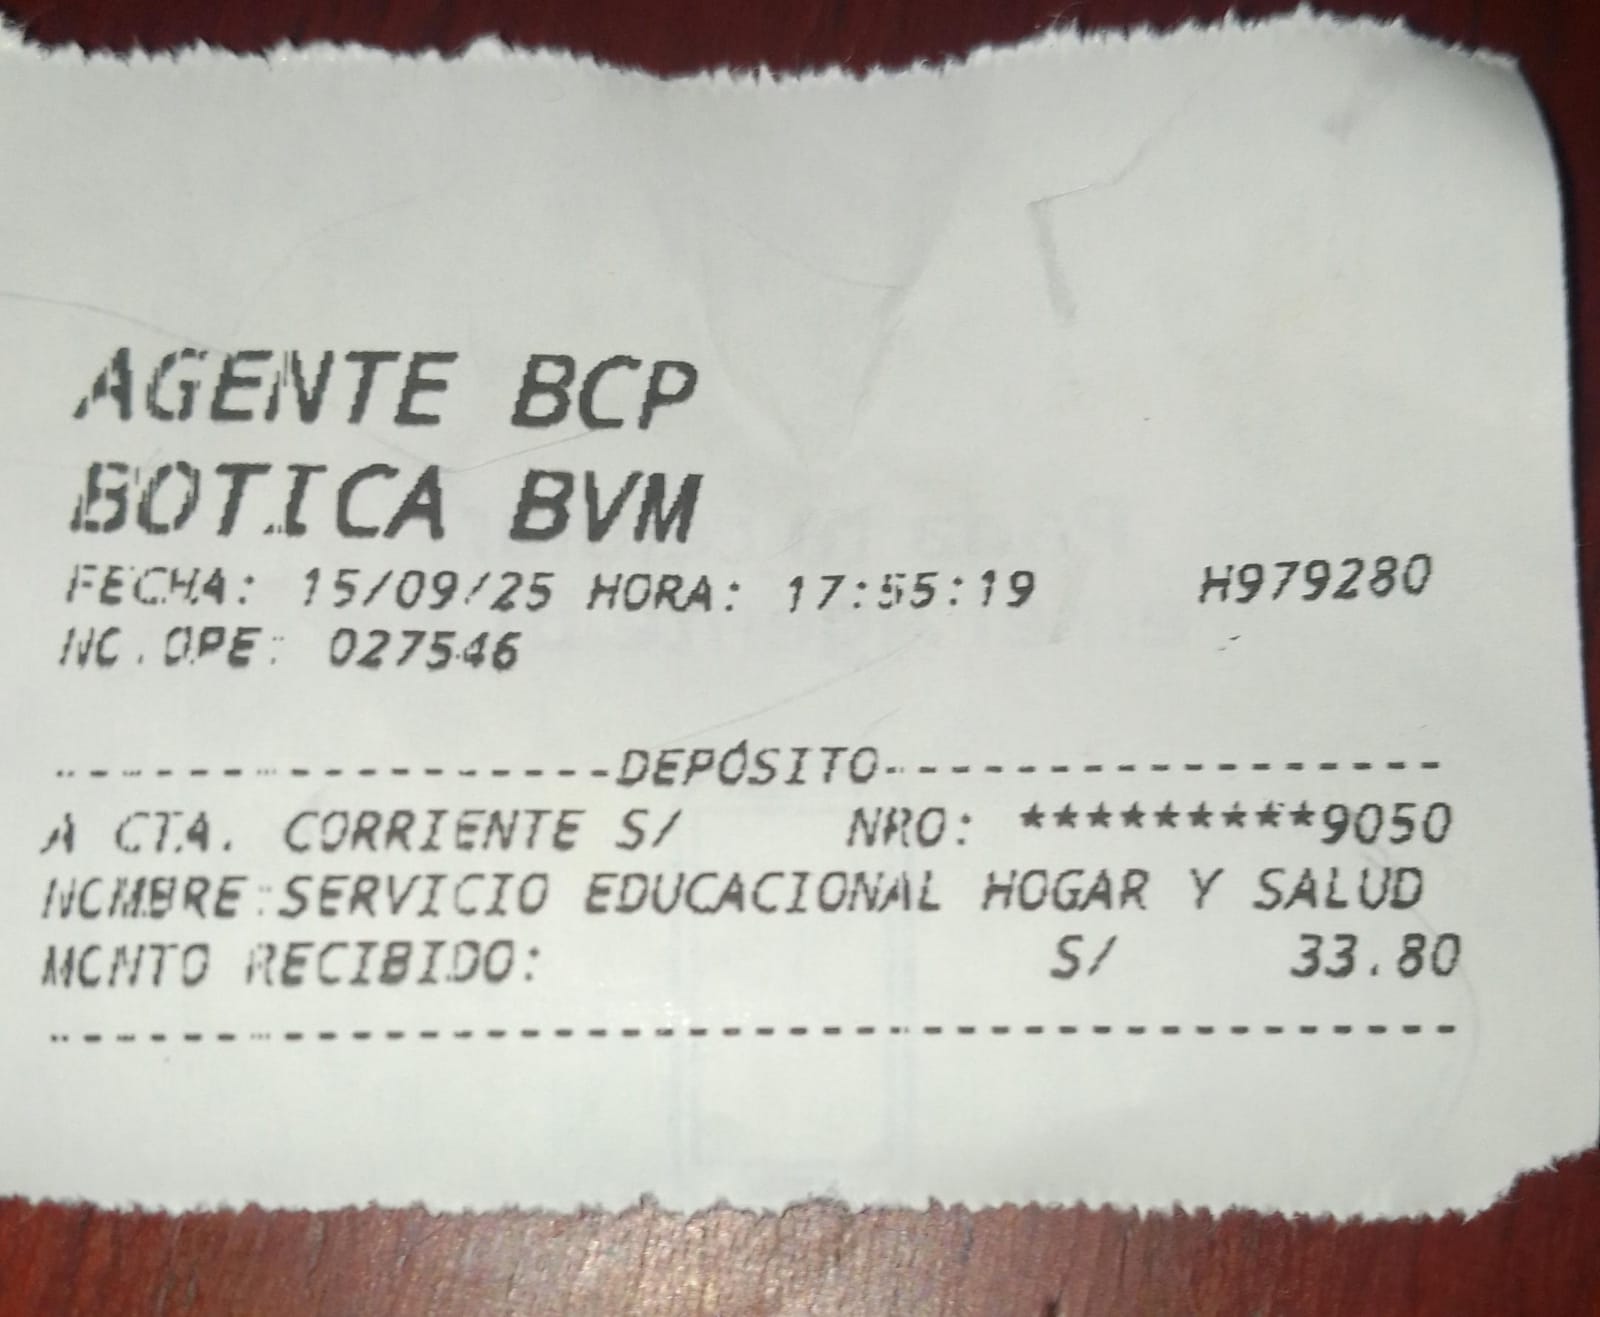 AGENTE BCP
BOTICA BVM
FECHA: 15/09/25 HORA: 17:55:19 H979280
NO.OPE: 027546
------------------DEPÓSITO-----------------
A CTA. CORRIENTE S/ NRO: *********9050
NOMBRE:SERVICIO EDUCACIONAL HOGAR Y SALUD
MONTO RECIBIDO: S/ 33.80
-------------------------------------------